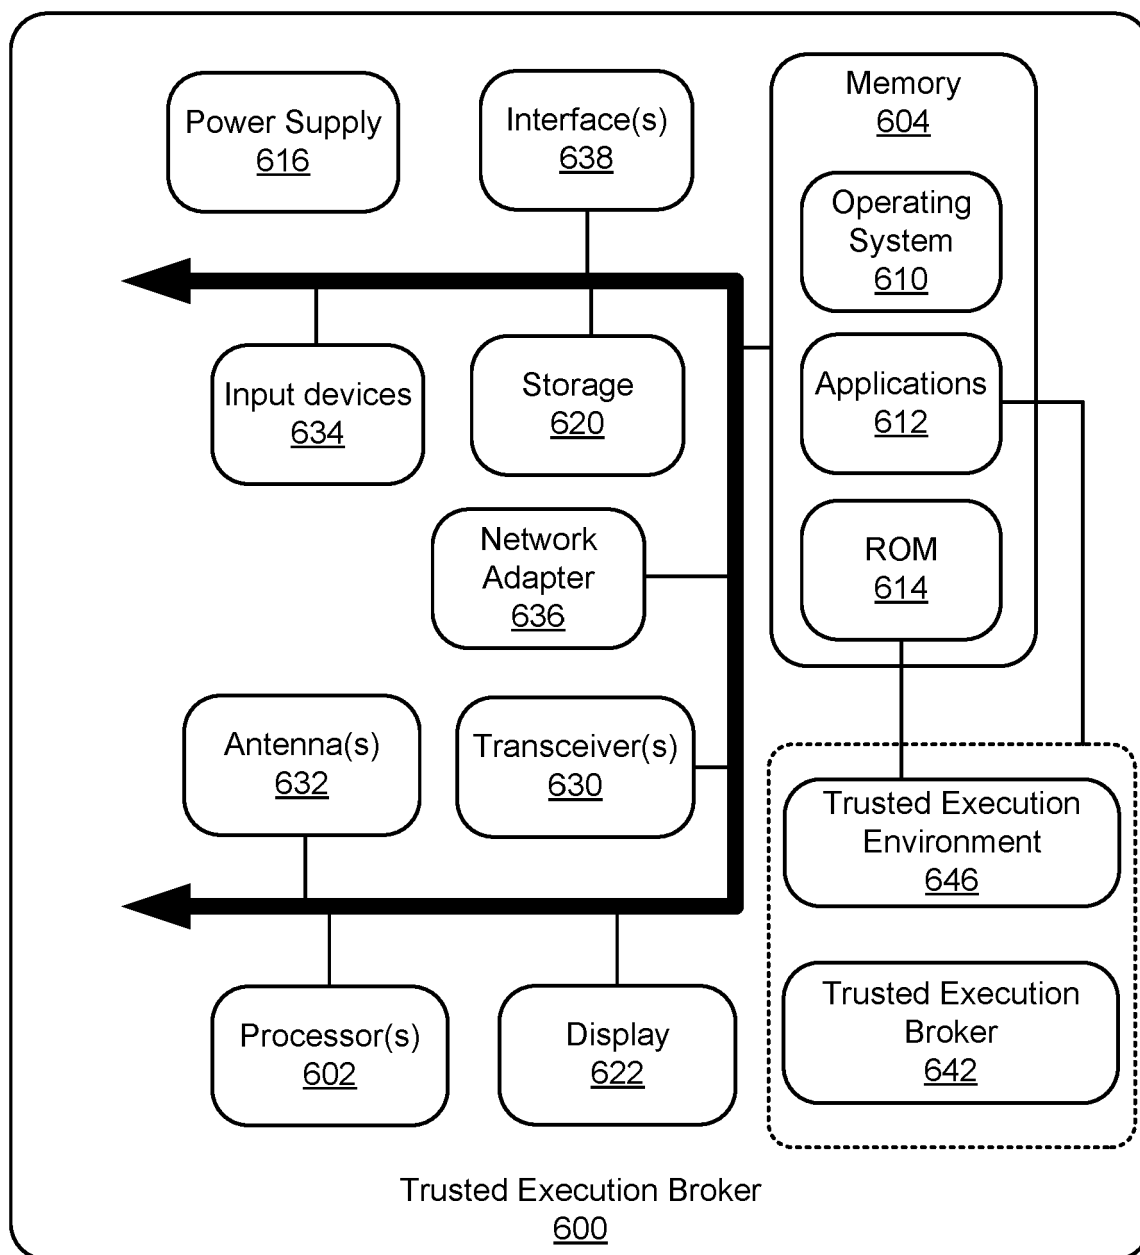 Power Supply
616
Interface(s)
638
Memory
604
Operating
System
610
Input devices
634
Storage
620
Applications
612
Network
Adapter
636
ROM
614
Antenna(s)
632
Transceiver(s)
630
Trusted Execution
Environment
646
Processor(s)
602
Display
622
Trusted Execution
Broker
642
Trusted Execution Broker
600